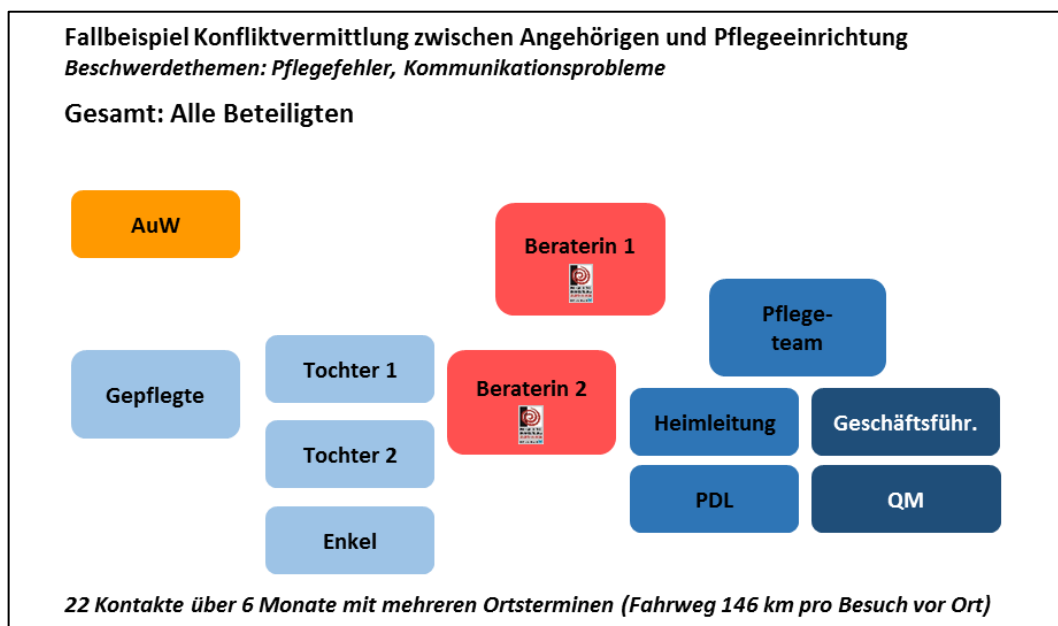 Fallbeispiel Konfliktvermittlung zwischen Angehörigen und Pflegeeinrichtung
Beschwerdethemen: Pflegefehler, Kommunikationsprobleme
Gesamt: Alle Beteiligten
AuW
Beraterin 1
Pflege-
team
Gepflegte
Tochter 1
Beraterin 2
Tochter 2
Enkel
Heimleitung
Geschäftsführ.
PDL
QM
22 Kontakte über 6 Monate mit mehreren Ortsterminen (Fahrweg 146 km pro Besuch vor Ort)